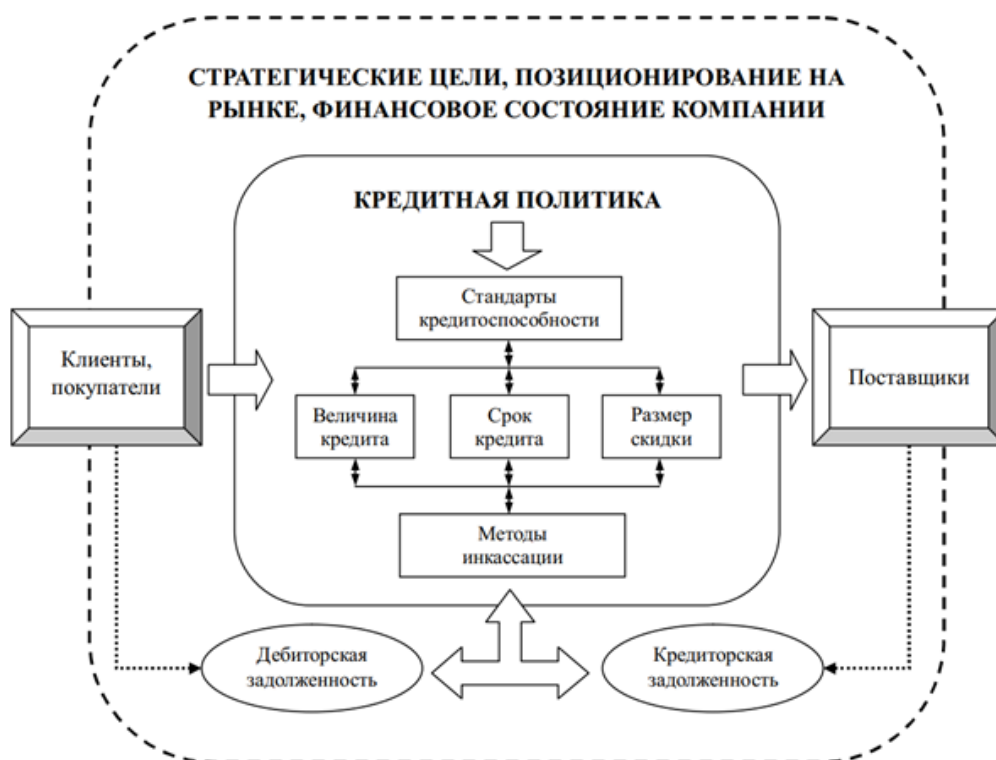 СТРАТЕГИЧЕСКИЕ ЦЕЛИ, ПОЗИЦИОНИРОВАНИЕ НА
РЫНКЕ, ФИНАНСОВОЕ СОСТОЯНИЕ КОМПАНИИ
КРЕДИТНАЯ ПОЛИТИКА
Стандарты
кредитоспособности
Клиенты,
покупатели
Поставщики
Величина
кредита
Срок
кредита
Размер
скидки
Методы
инкассации
Дебиторская
задолженность
Кредиторская
задолженность